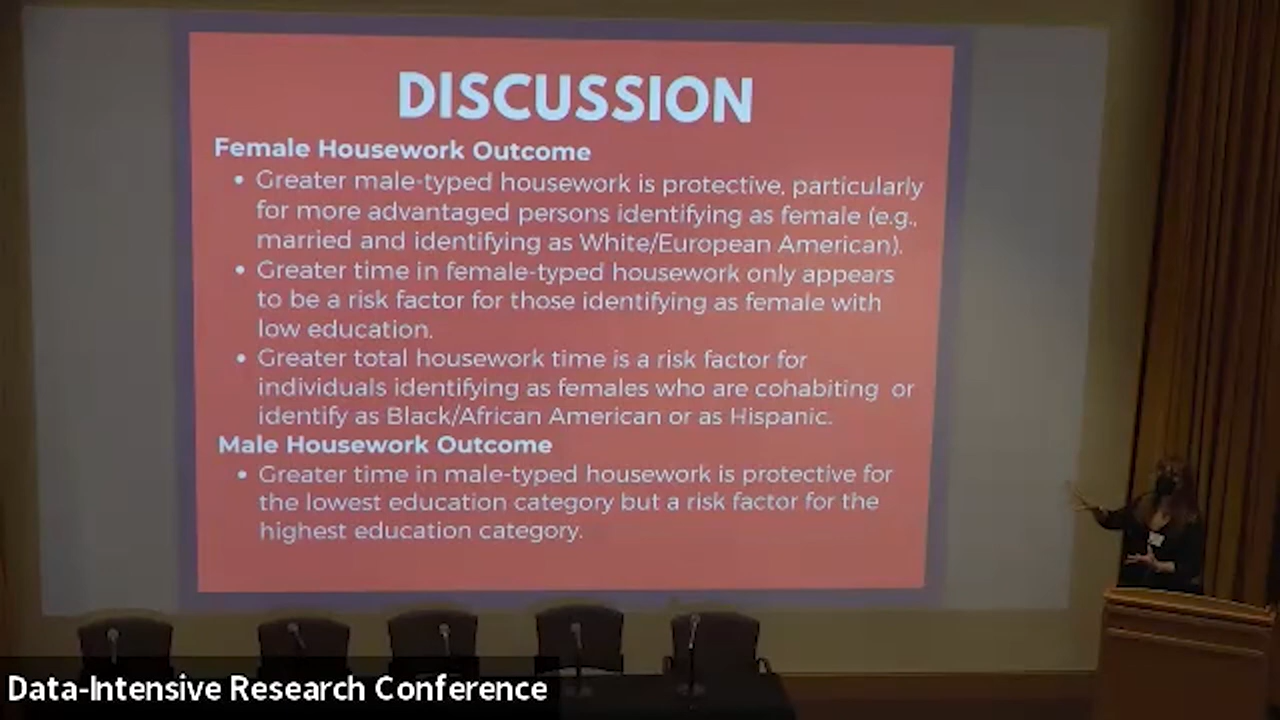 DISCUSSION
Female Housework Outcome
• Greater male-typed housework is protective, particularly
for more advantaged persons identifying as female (e.g.,
married and identifying as White/European American).
• Greater time in female-typed housework only appears
to be a risk factor for those identifying as female with
low education.
• Greater total housework time is a risk factor for
individuals identifying as females who are cohabiting or
identify as Black/African American or as Hispanic.
Male Housework Outcome
• Greater time in male-typed housework is protective for
the lowest education category but a risk factor for the
highest education category.
Data-Intensive Research Conference